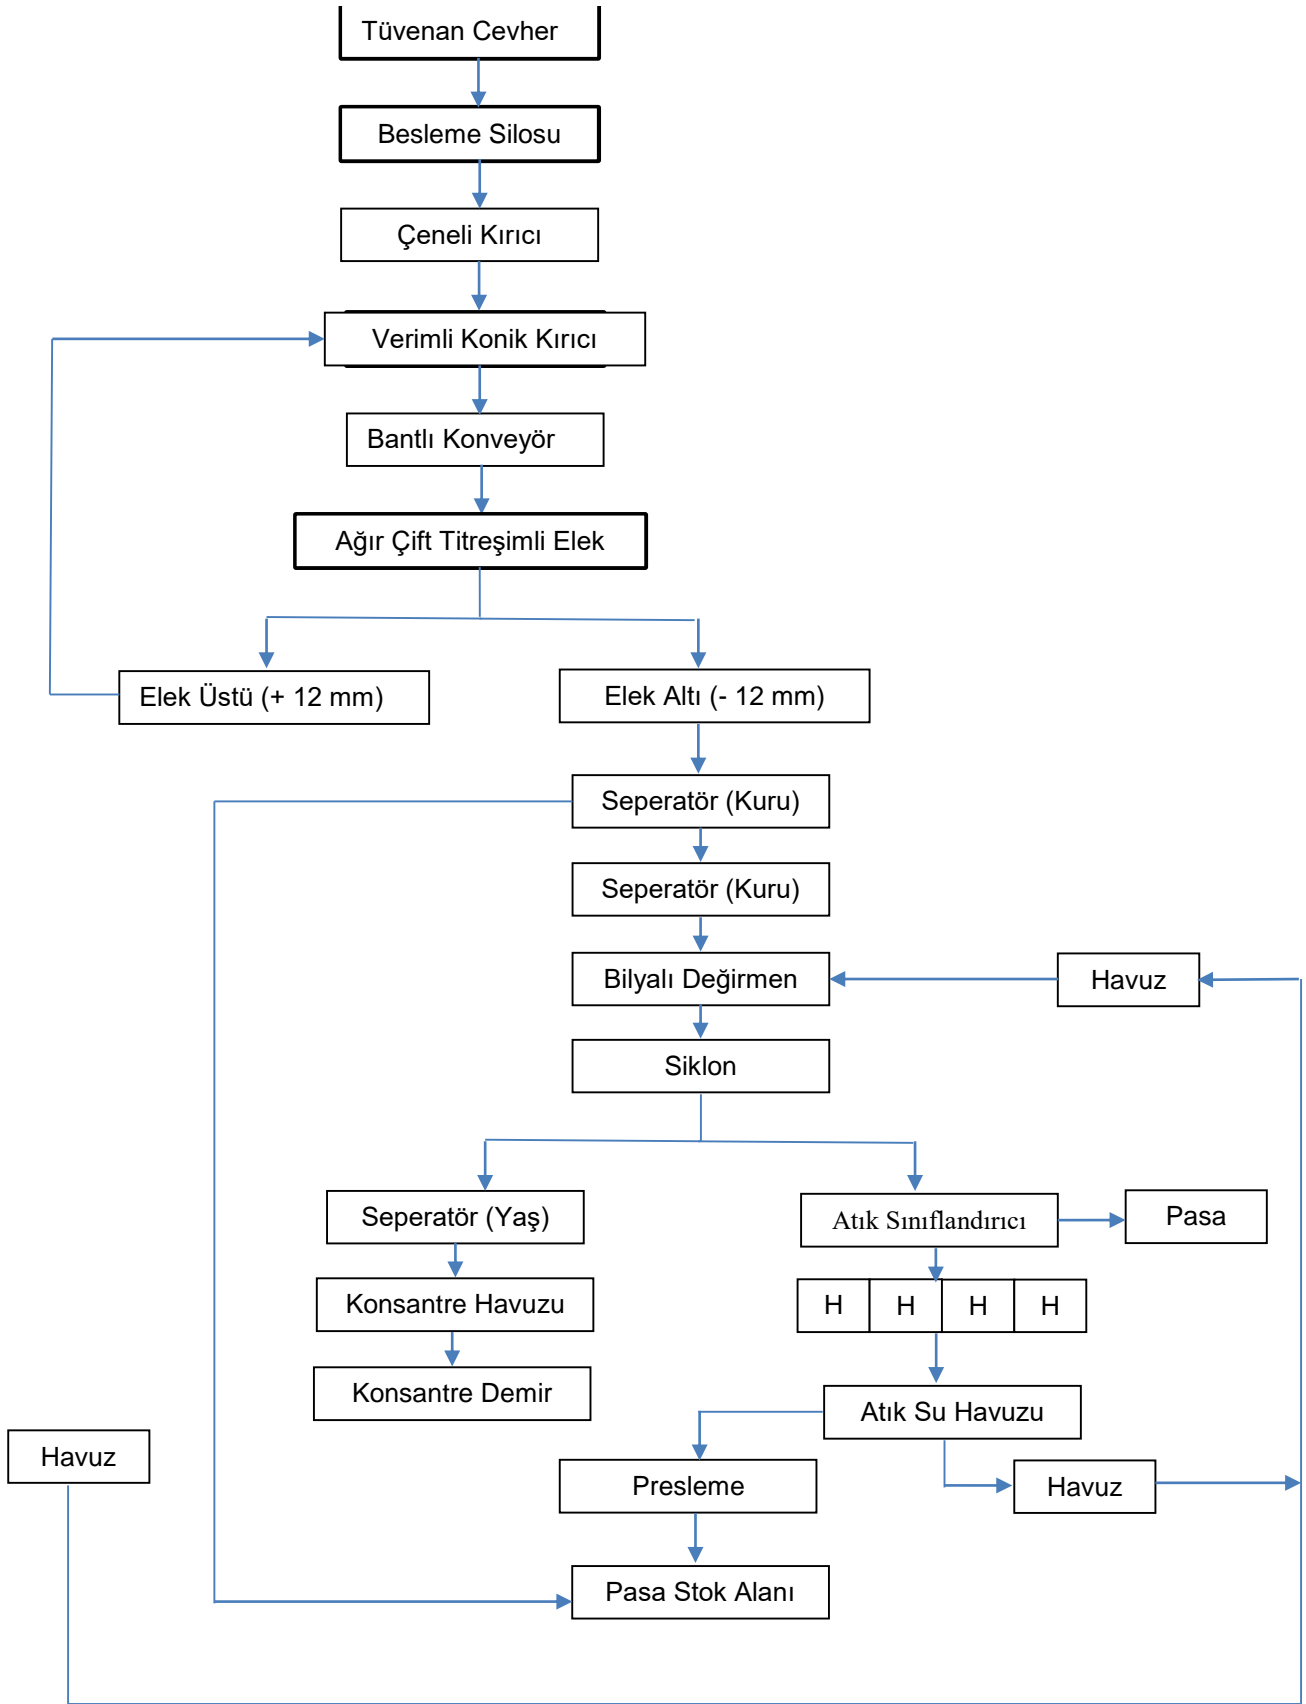 Tüvenan Cevher
Besleme Silosu
Çeneli Kırıcı
Verimli Konik Kırıcı
Bantlı Konveyör
Ağır Çift Titreşimli Elek
Elek Üstü (+ 12 mm)
Elek Altı (- 12 mm)
Seperatör (Kuru)
Seperatör (Kuru)
Bilyalı Değirmen
Havuz
Siklon
Seperatör (Yaş)
Atık Sınıflandırıcı
Pasa
Konsantre Havuzu
H H H H
Konsantre Demir
Atık Su Havuzu
Havuz
Presleme
Havuz
Pasa Stok Alanı